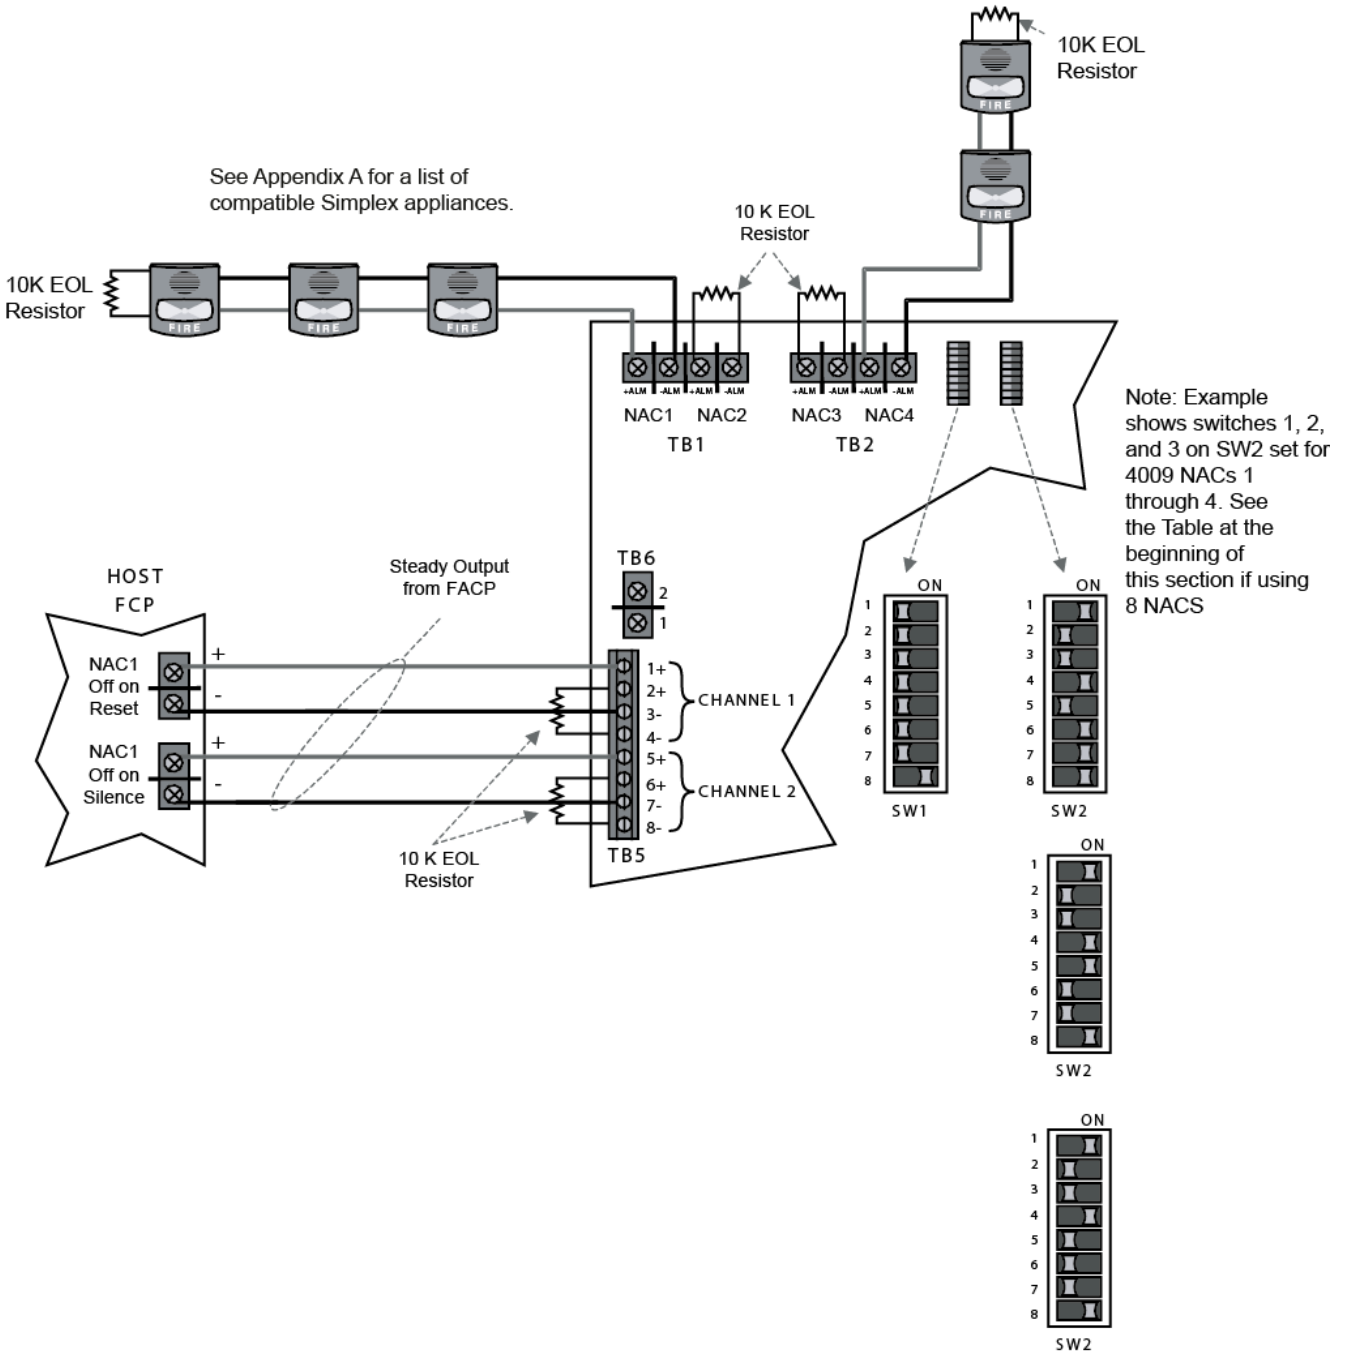 10K EOL
Resistor
FIRE
FIRE
See Appendix A for a list of
compatible Simplex appliances.
10 K EOL
Resistor
10K EOL
Resistor
FIRE
FIRE
FIRE
+ALM -ALM +ALM -ALM
NAC1 NAC2
TB1
+ALM -ALM +ALM -ALM
NAC3 NAC4
TB2
Note: Example
shows switches 1, 2,
and 3 on SW2 set for
4009 NACs 1
through 4. See
the Table at the
beginning of
this section if using
8 NACS
HOST
FCP
Steady Output
from FACP
TB6
2
1
NAC1
Off on
Reset
+
-
NAC1
Off on
Silence
+
-
1+
2+
3-
4-
CHANNEL 1
5+
6+
7-
8-
CHANNEL 2
TB5
10 K EOL
Resistor
ON
1
2
3
4
5
6
7
8
SW1
ON
1
2
3
4
5
6
7
8
SW2
ON
1
2
3
4
5
6
7
8
SW2
ON
1
2
3
4
5
6
7
8
SW2